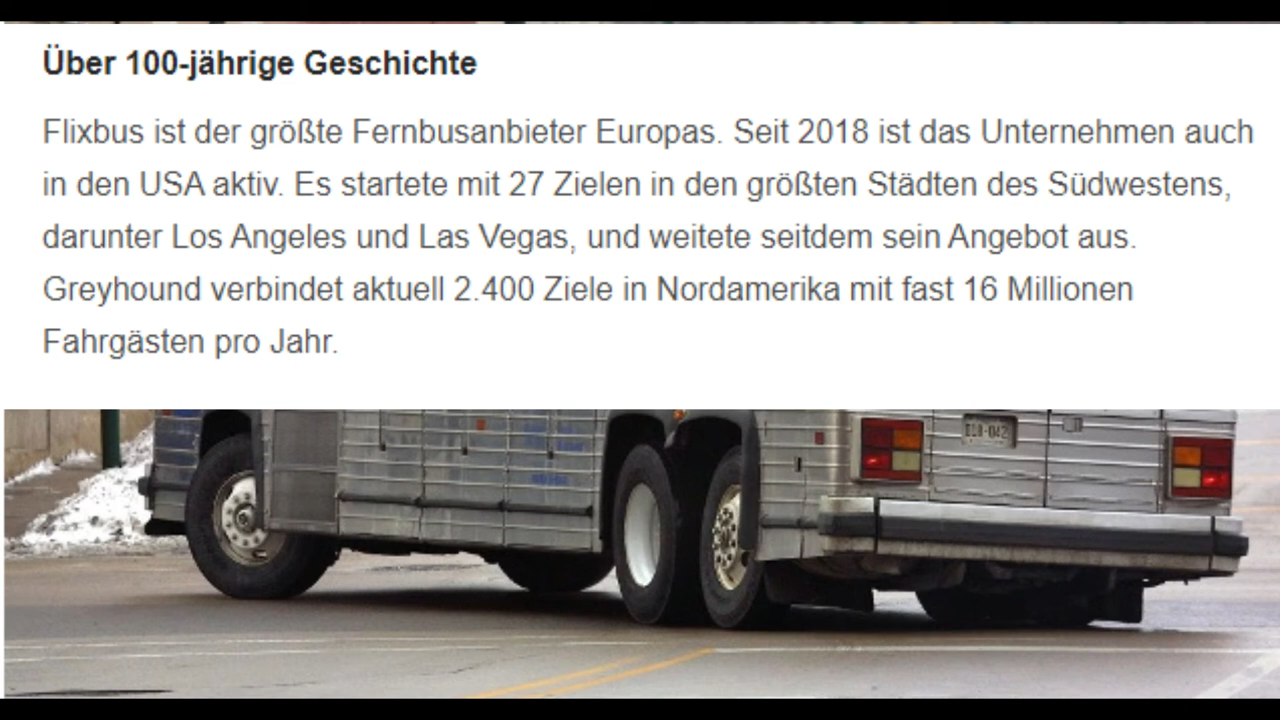 Über 100-jährige Geschichte
Flixbus ist der größte Fernbusanbieter Europas. Seit 2018 ist das Unternehmen auch
in den USA aktiv. Es startete mit 27 Zielen in den größten Städten des Südwestens,
darunter Los Angeles und Las Vegas, und weitete seitdem sein Angebot aus.
Greyhound verbindet aktuell 2.400 Ziele in Nordamerika mit fast 16 Millionen
Fahrgästen pro Jahr.